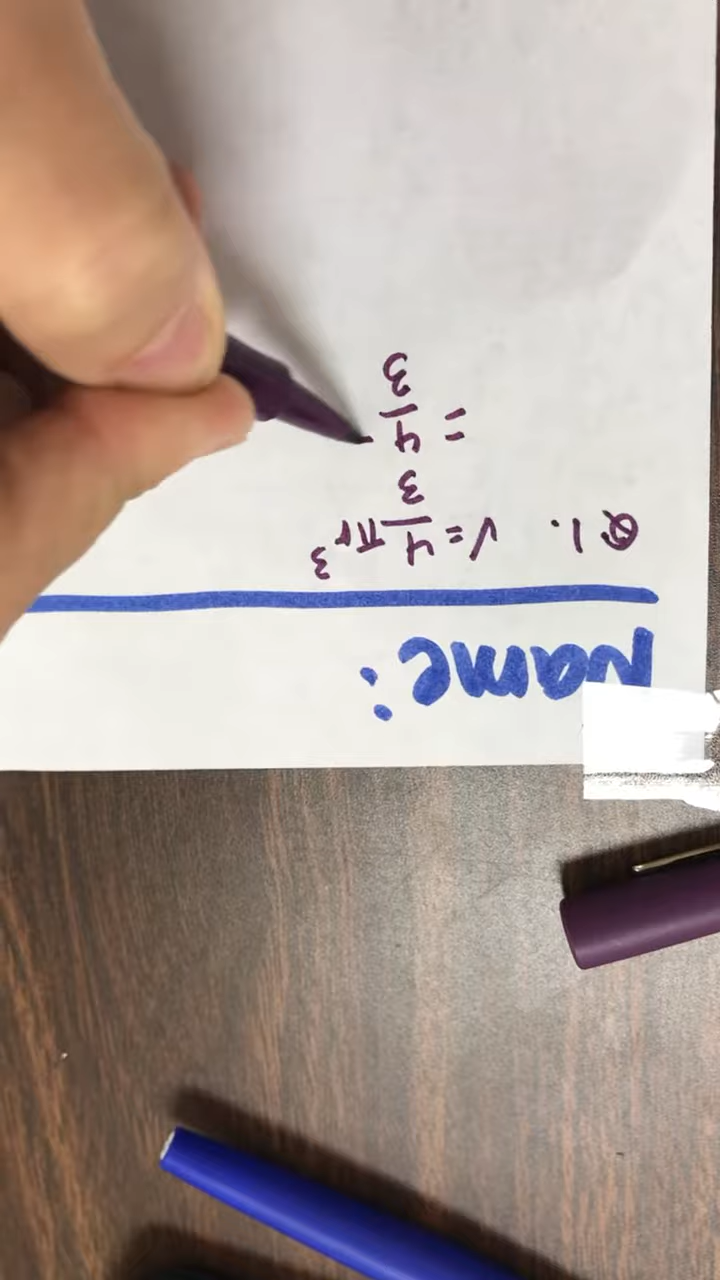 Name:
Q1. V = 4/3 πr³
= 4/3